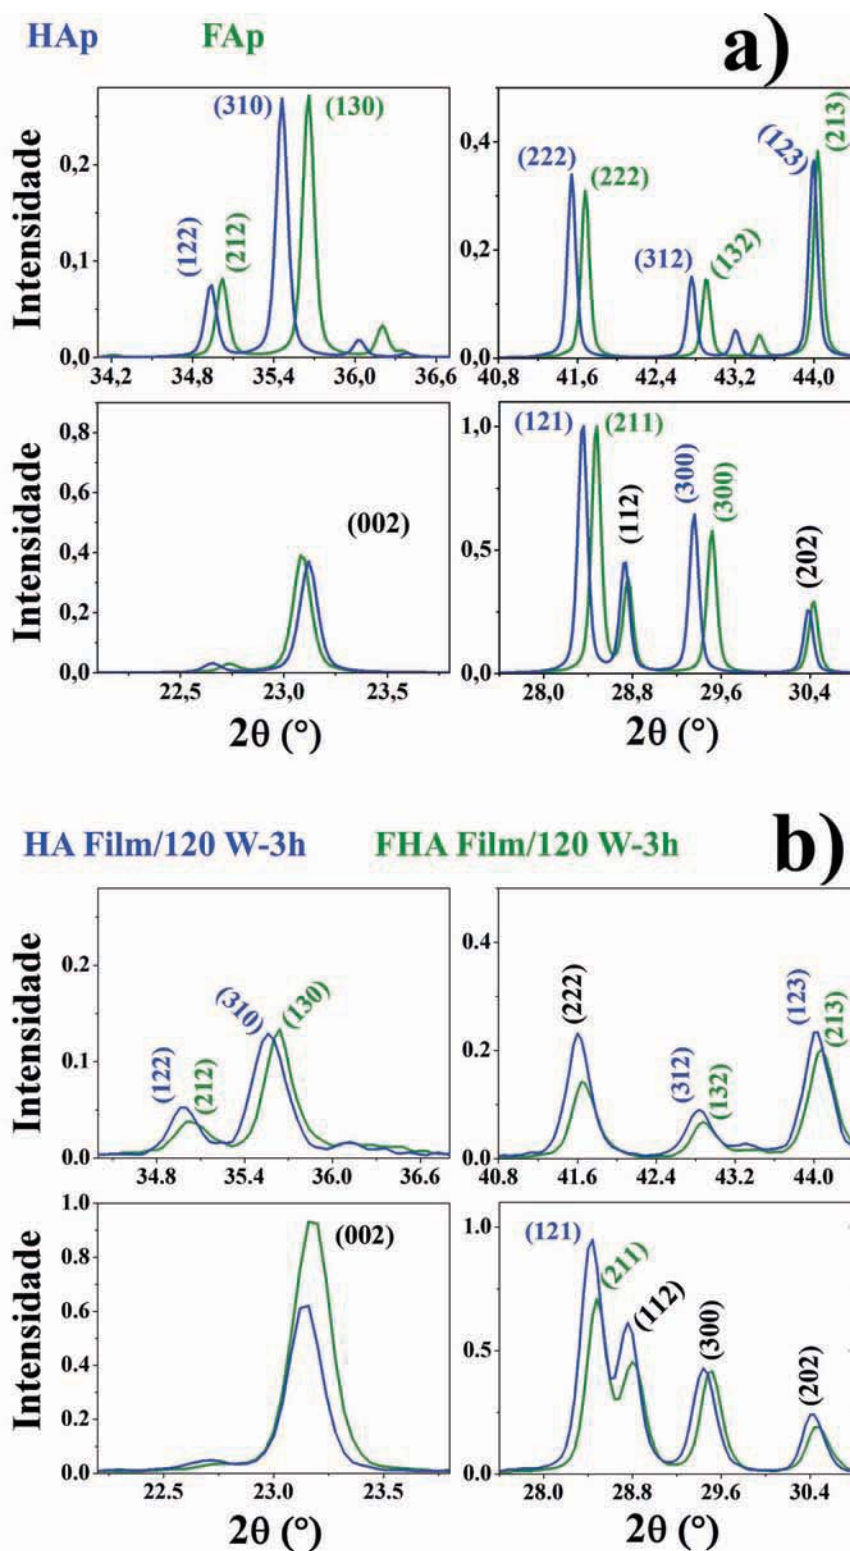 HAp FAp a)
Intensidade
(310) (130)
(122) (212)
0,2
0,1
0,0
34,2 34,8 35,4 36,0 36,6
(222) (222) (312) (132) (123) (213)
0,4
0,2
0,0
40,8 41,6 42,4 43,2 44,0
Intensidade
(002)
0,8
0,6
0,4
0,2
0,0
22,5 23,0 23,5
2θ (°)
(121) (211) (112) (300) (300) (202)
1,0
0,5
0,0
28,0 28,8 29,6 30,4
2θ (°)
HA Film/120 W-3h FHA Film/120 W-3h b)
Intensidade
(122) (212) (310) (130)
0.2
0.1
0.0
34.8 35.4 36.0 36.6
(222) (312) (132) (123) (213)
0.4
0.2
0.0
40.8 41.6 42.4 43.2 44.0
Intensidade
(002)
1.0
0.8
0.6
0.4
0.2
0.0
22.5 23.0 23.5
2θ (°)
(121) (211) (112) (300) (202)
1.0
0.5
0.0
28.0 28.8 29.6 30.4
2θ (°)